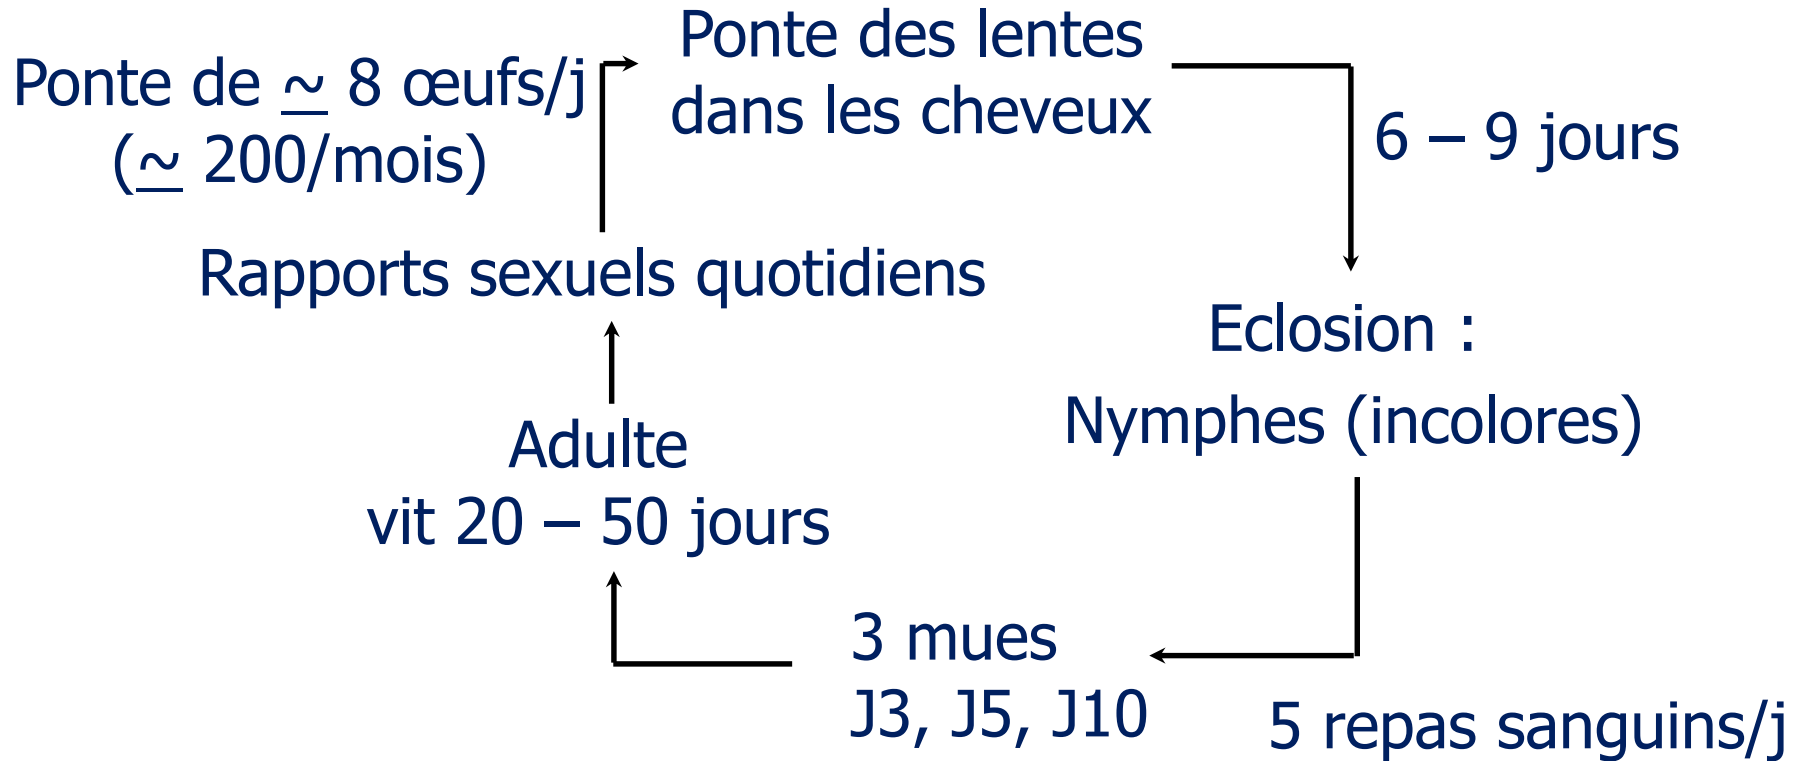 Ponte des lentes
dans les cheveux
6 – 9 jours
Eclosion :
Nymphes (incolores)
5 repas sanguins/j
3 mues
J3, J5, J10
Adulte
vit 20 – 50 jours
Rapports sexuels quotidiens
Ponte de ~ 8 œufs/j
(~ 200/mois)